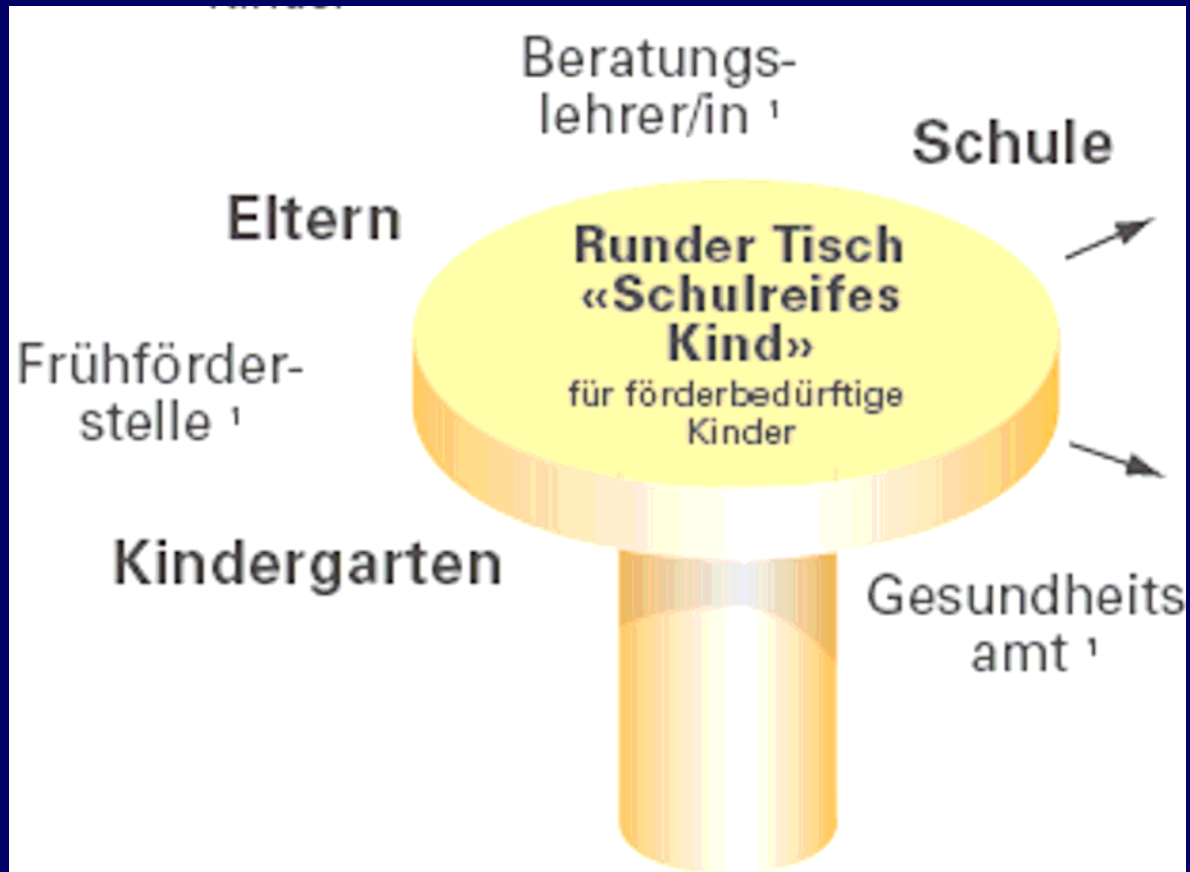 Beratungs-
lehrer/in ¹
Schule
Eltern
Runder Tisch
«Schulreifes
Kind»
für förderbedürftige
Kinder
Frühförder-
stelle ¹
Kindergarten
Gesundheits
amt ¹